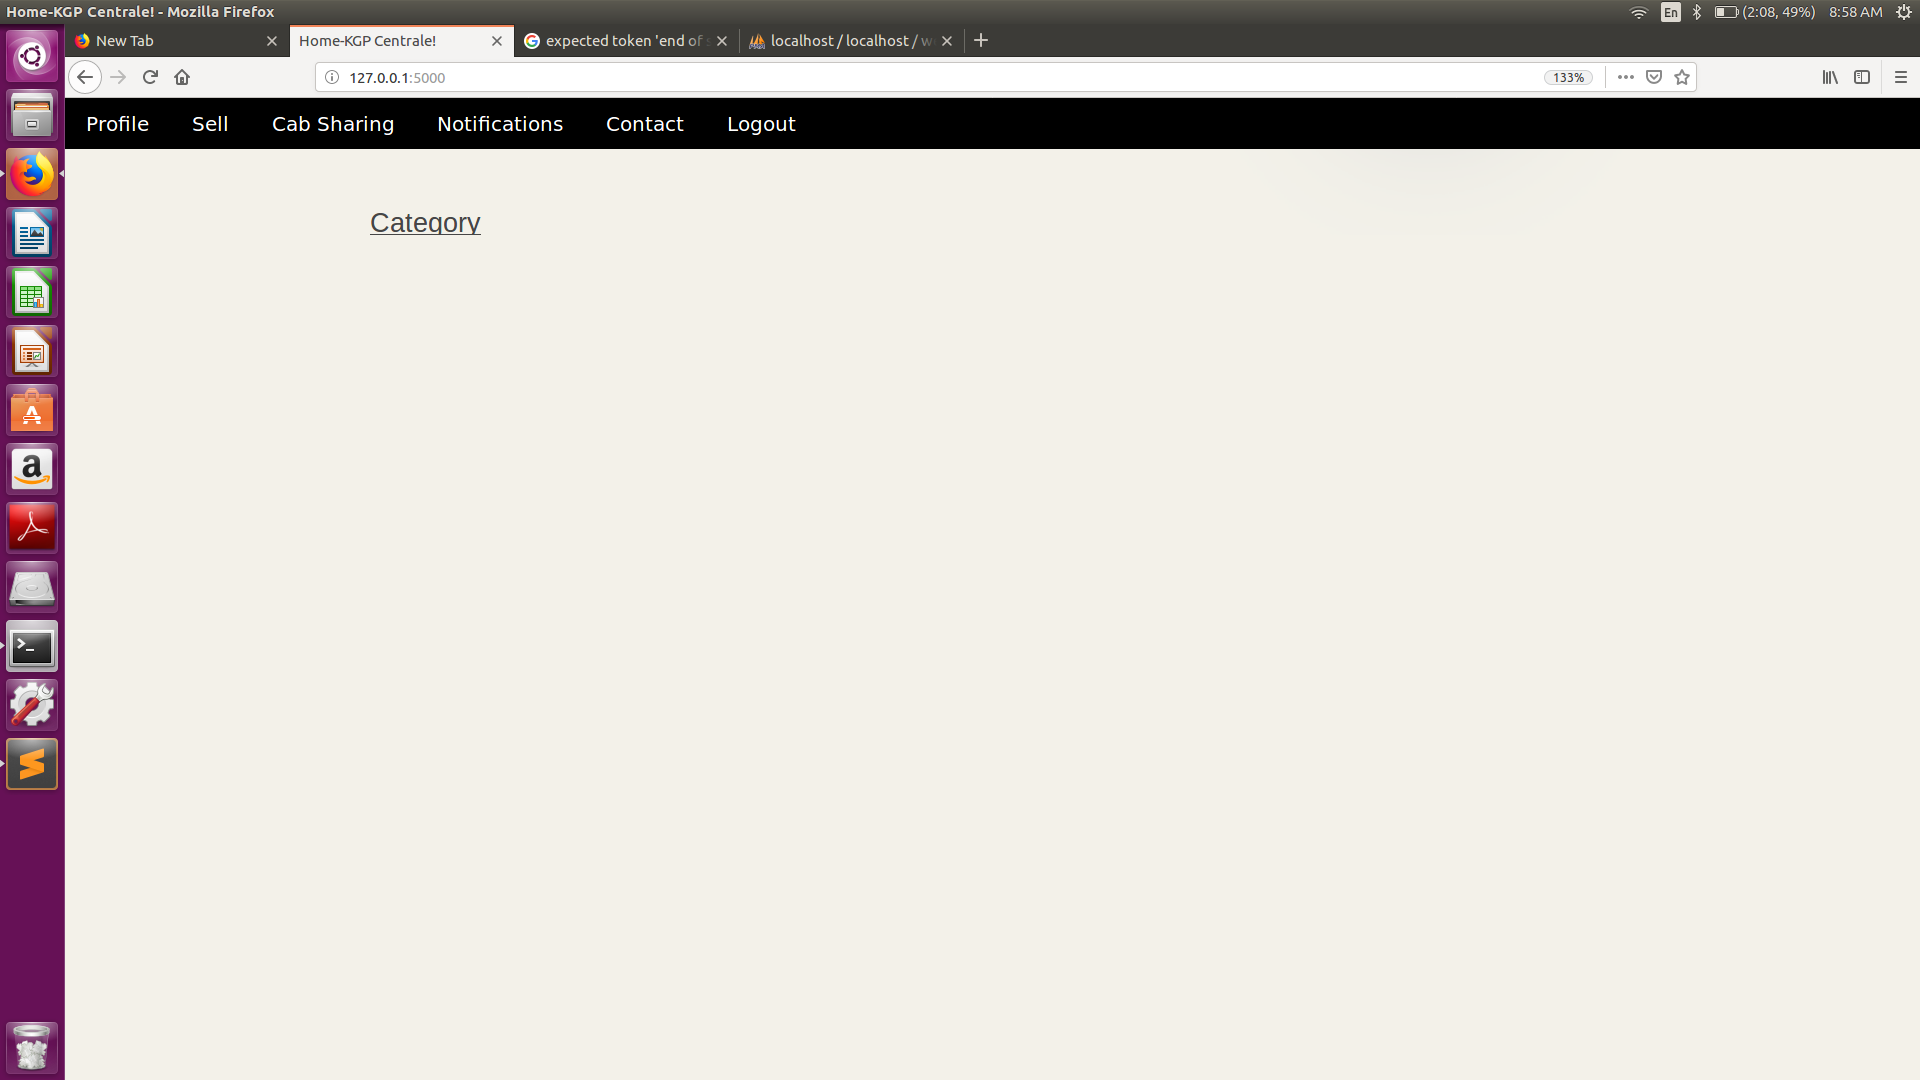 Home-KGP Centrale! - Mozilla Firefox
En (2:08, 49%) 8:58 AM
New Tab
Home-KGP Centrale!
expected token 'end of
localhost / localhost / w
127.0.0.1:5000
133%
Profile Sell Cab Sharing Notifications Contact Logout
Category